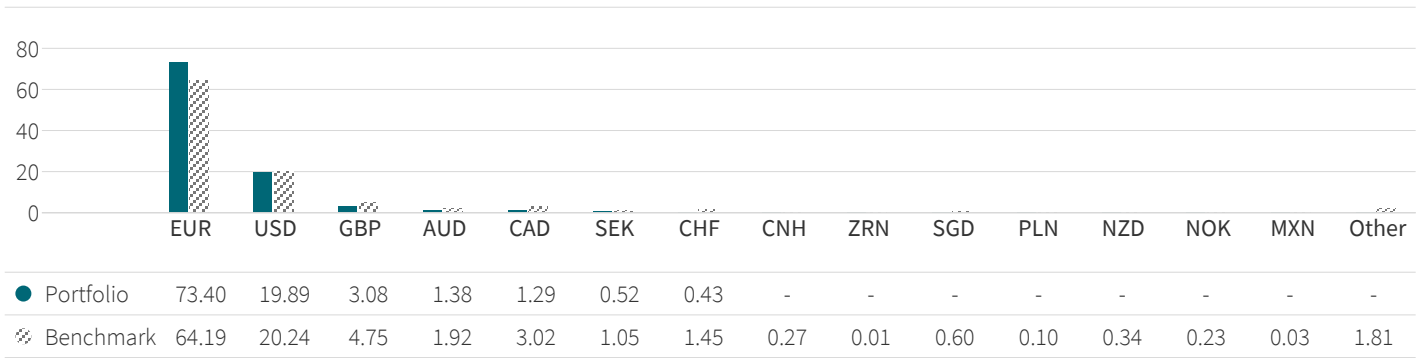 80
60
40
20
0
EUR USD GBP AUD CAD SEK CHF CNH ZRN SGD PLN NZD NOK MXN Other
Portfolio 73.40 19.89 3.08 1.38 1.29 0.52 0.43 - - - - - - - -
Benchmark 64.19 20.24 4.75 1.92 3.02 1.05 1.45 0.27 0.01 0.60 0.10 0.34 0.23 0.03 1.81